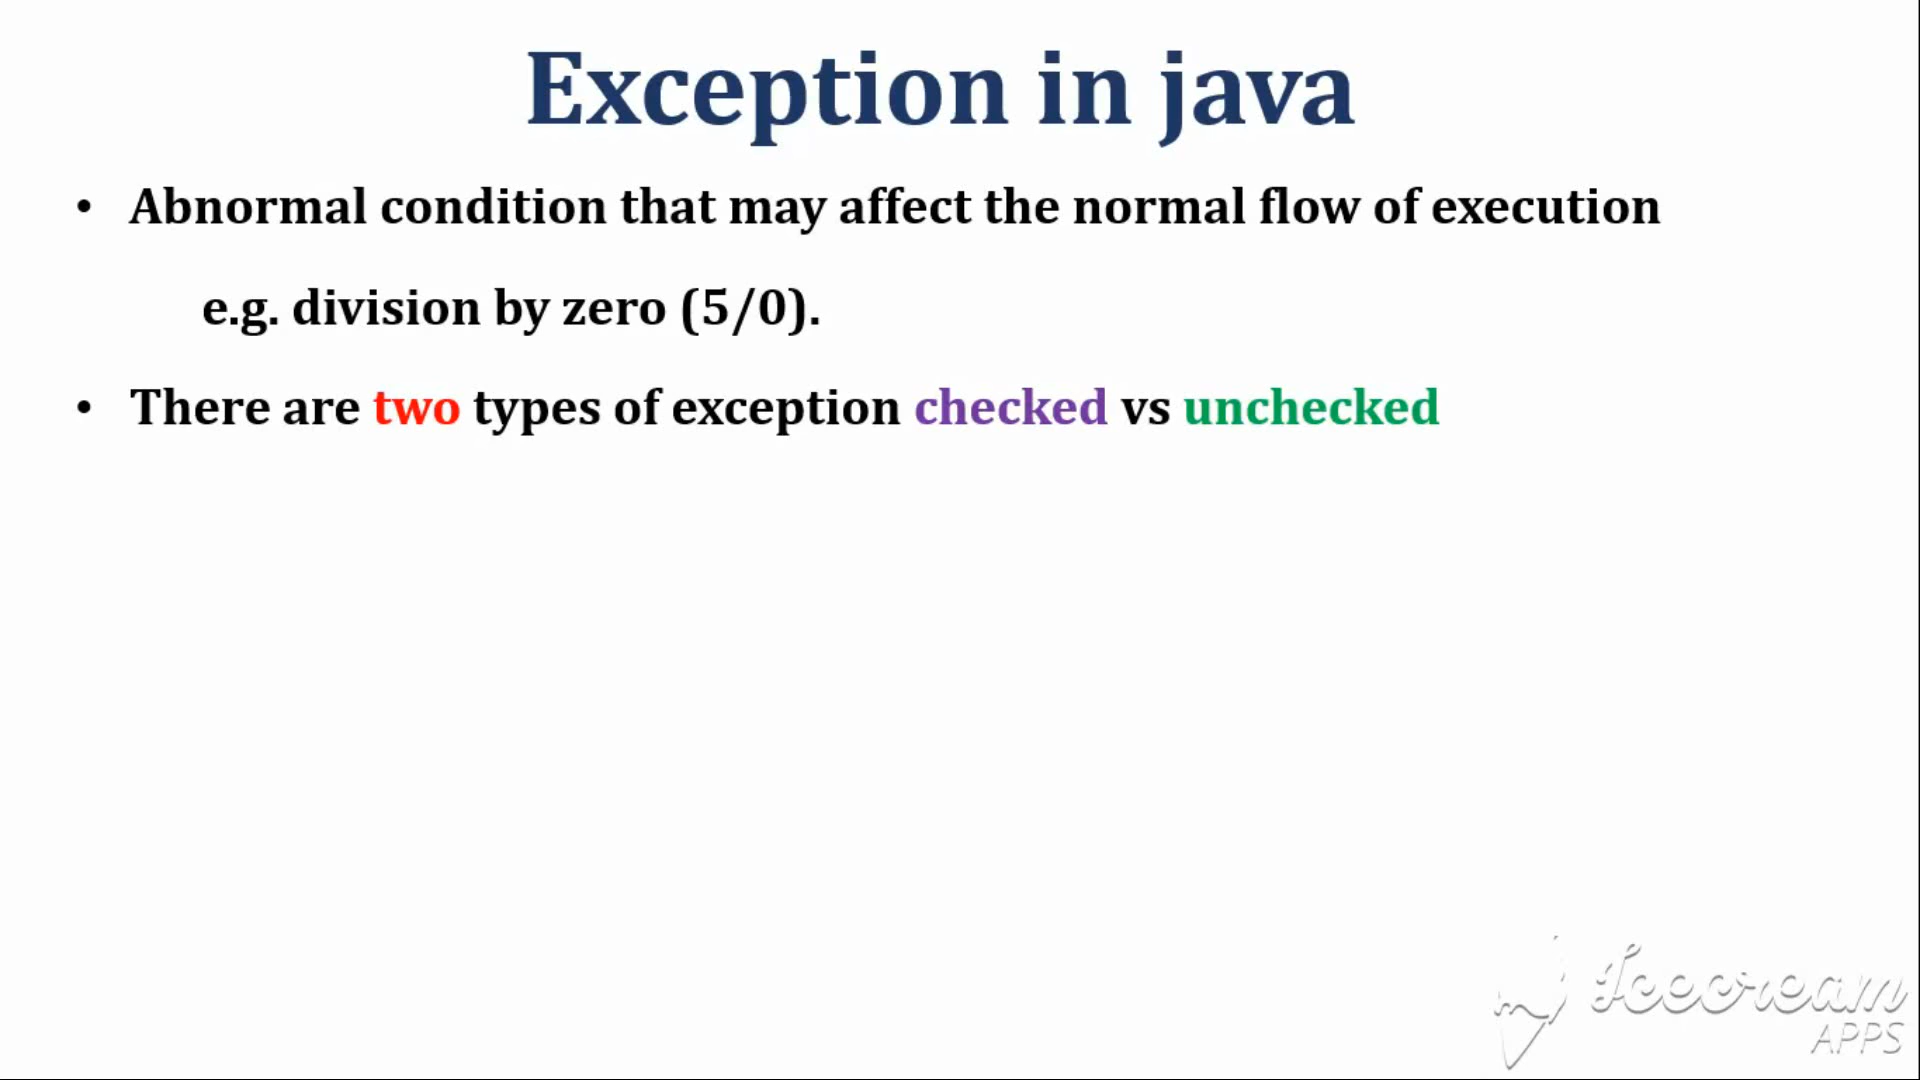 Exception in java
• Abnormal condition that may affect the normal flow of execution
e.g. division by zero (5/0).
• There are two types of exception checked vs unchecked
Icecream
APPS